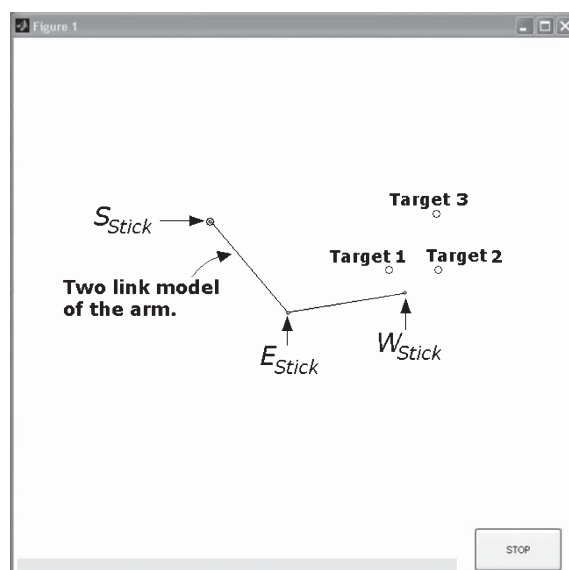 Figure 1
Target 3
S_Stick
Target 1 Target 2
Two link model
of the arm.
E_Stick
W_Stick
STOP